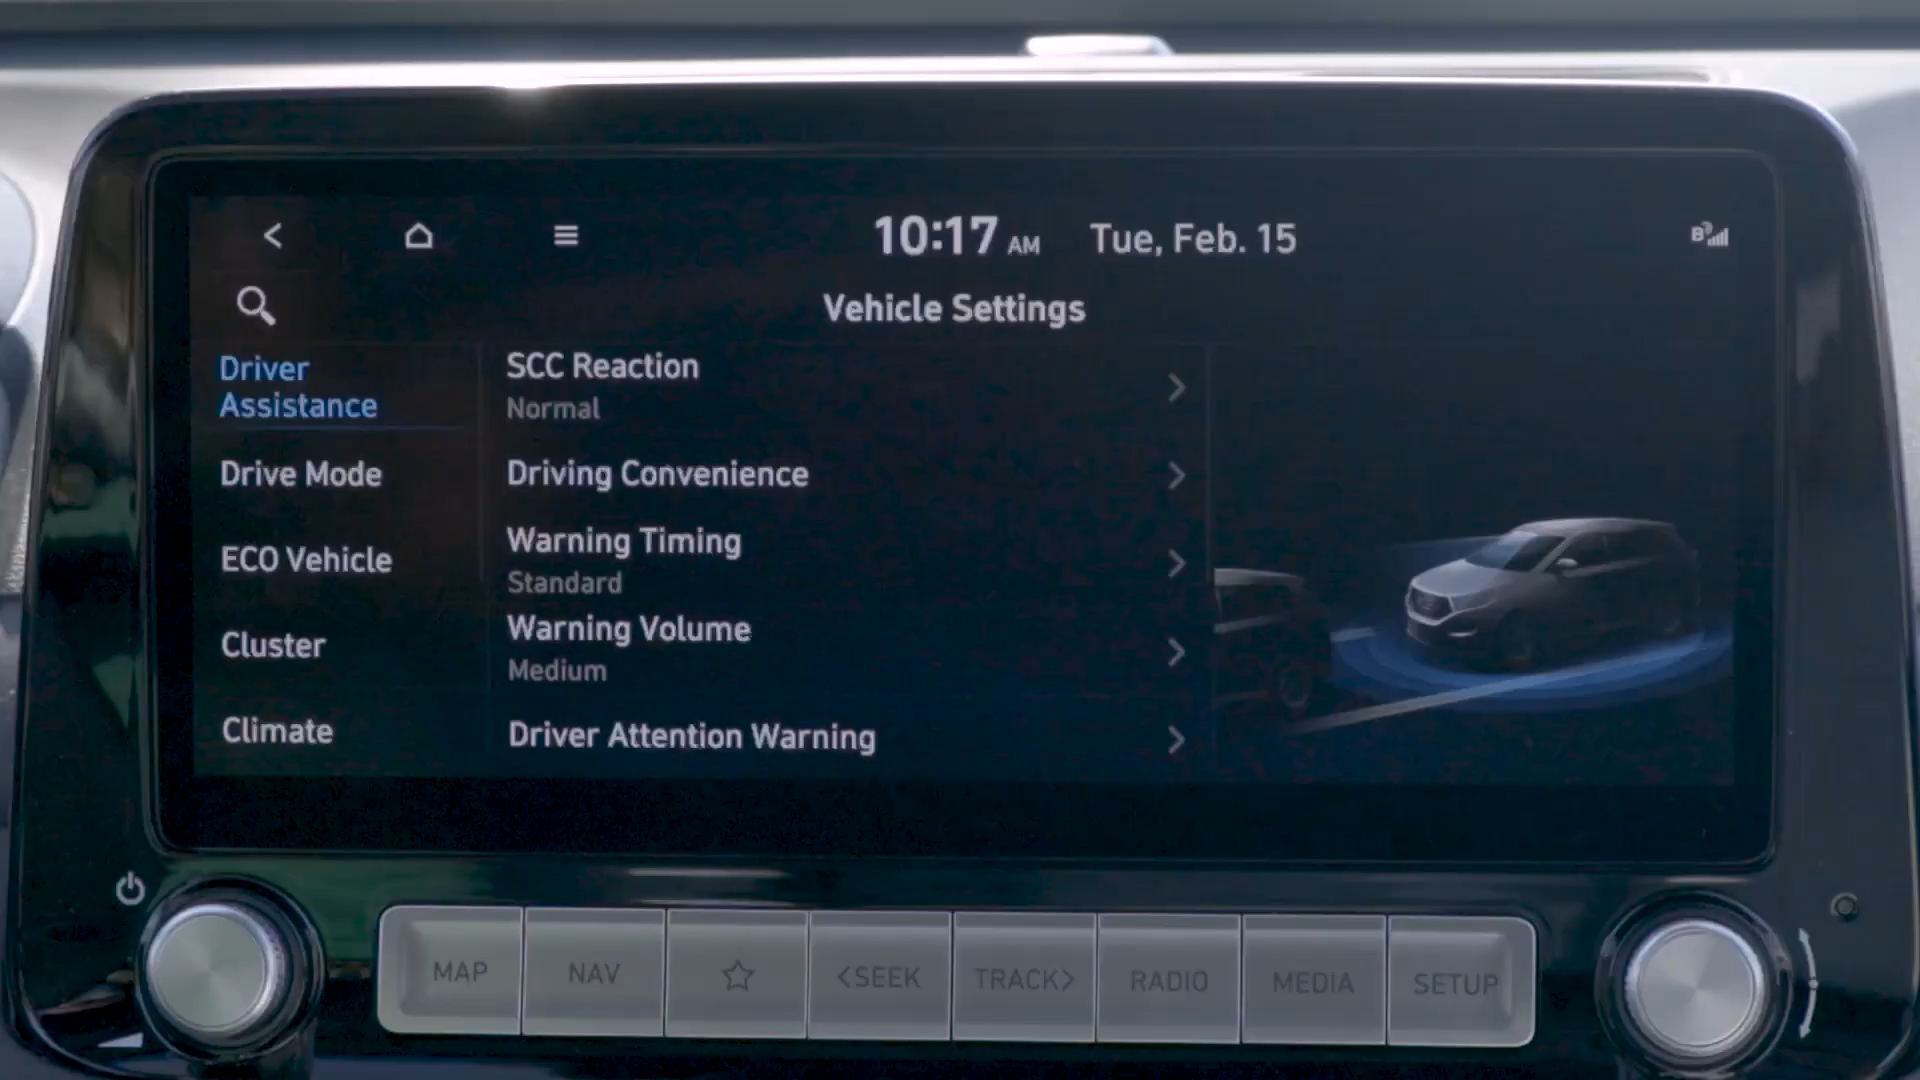 10:17 AM Tue, Feb. 15
Vehicle Settings
Driver
Assistance
Drive Mode
ECO Vehicle
Cluster
Climate
SCC Reaction
Normal
Driving Convenience
Warning Timing
Standard
Warning Volume
Medium
Driver Attention Warning
MAP NAV <SEEK TRACK> RADIO MEDIA SETUP